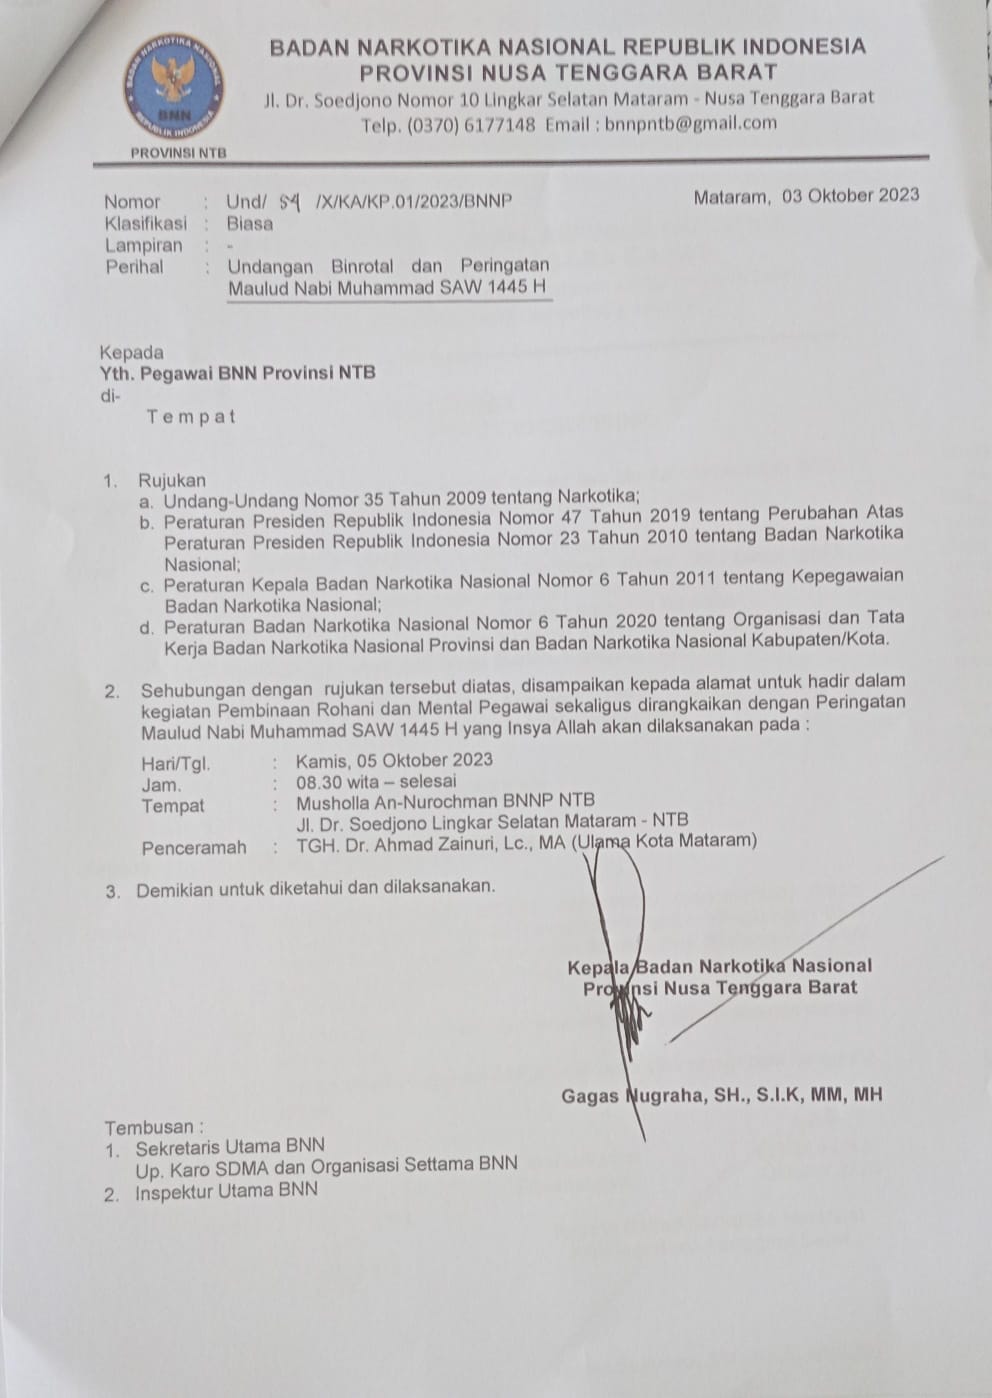 BADAN NARKOTIKA NASIONAL REPUBLIK INDONESIA
PROVINSI NUSA TENGGARA BARAT
Jl. Dr. Soedjono Nomor 10 Lingkar Selatan Mataram - Nusa Tenggara Barat
Telp. (0370) 6177148 Email : bnnpntb@gmail.com
BADAN NARKOTIKA NASIONAL
BNN
REPUBLIK INDONESIA
PROVINSI NTB
Nomor : Und/ 54 /X/KA/KP.01/2023/BNNP
Mataram, 03 Oktober 2023
Klasifikasi : Biasa
Lampiran : -
Perihal : Undangan Binrotal dan Peringatan
Maulud Nabi Muhammad SAW 1445 H
Kepada
Yth. Pegawai BNN Provinsi NTB
di-
T e m p a t
1. Rujukan
a. Undang-Undang Nomor 35 Tahun 2009 tentang Narkotika;
b. Peraturan Presiden Republik Indonesia Nomor 47 Tahun 2019 tentang Perubahan Atas
Peraturan Presiden Republik Indonesia Nomor 23 Tahun 2010 tentang Badan Narkotika
Nasional;
c. Peraturan Kepala Badan Narkotika Nasional Nomor 6 Tahun 2011 tentang Kepegawaian
Badan Narkotika Nasional;
d. Peraturan Badan Narkotika Nasional Nomor 6 Tahun 2020 tentang Organisasi dan Tata
Kerja Badan Narkotika Nasional Provinsi dan Badan Narkotika Nasional Kabupaten/Kota.
2. Sehubungan dengan rujukan tersebut diatas, disampaikan kepada alamat untuk hadir dalam
kegiatan Pembinaan Rohani dan Mental Pegawai sekaligus dirangkaikan dengan Peringatan
Maulud Nabi Muhammad SAW 1445 H yang Insya Allah akan dilaksanakan pada :
Hari/Tgl. : Kamis, 05 Oktober 2023
Jam. : 08.30 wita – selesai
Tempat : Musholla An-Nurochman BNNP NTB
Jl. Dr. Soedjono Lingkar Selatan Mataram - NTB
Penceramah : TGH. Dr. Ahmad Zainuri, Lc., MA (Ulama Kota Mataram)
3. Demikian untuk diketahui dan dilaksanakan.
Kepala Badan Narkotika Nasional
Provinsi Nusa Tenggara Barat
Gagas Nugraha, SH., S.I.K, MM, MH
Tembusan :
1. Sekretaris Utama BNN
Up. Karo SDMA dan Organisasi Settama BNN
2. Inspektur Utama BNN